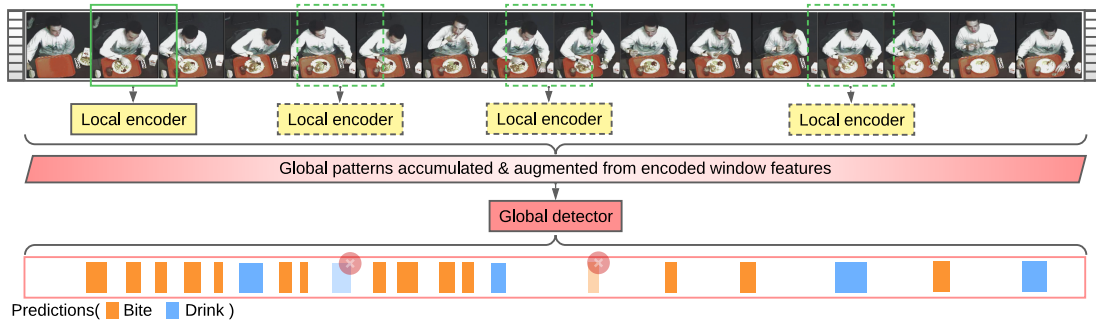 Local encoder
Local encoder
Local encoder
Local encoder
Global patterns accumulated & augmented from encoded window features
Global detector
Predictions( Bite Drink )